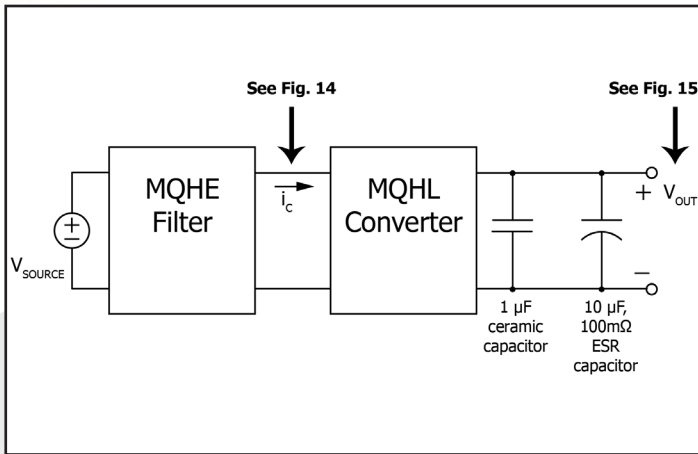 See Fig. 14
See Fig. 15
MQHE
Filter
i_C
MQHL
Converter
+
V_OUT
+
−
V_SOURCE
−
1 µF
ceramic
capacitor
10 µF,
100mΩ
ESR
capacitor